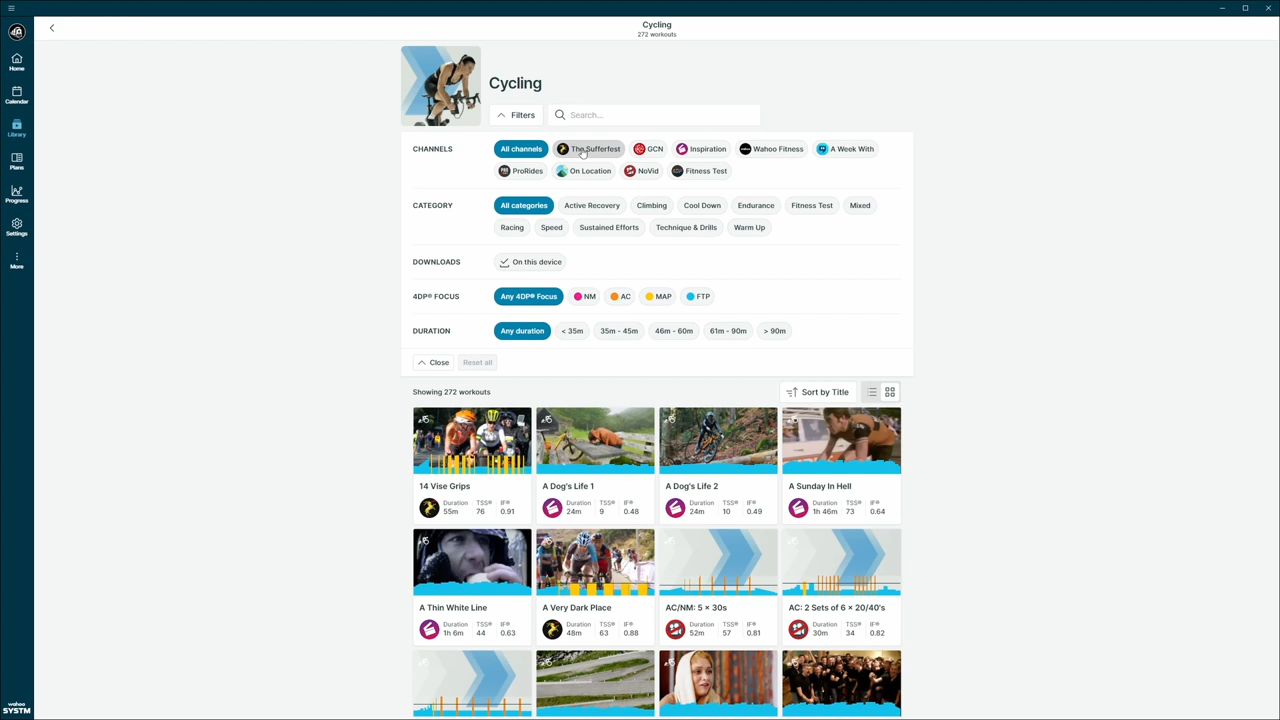 Cycling
272 workouts
Home
Calendar
Library
Plans
Progress
Settings
More
Cycling
Filters
Search...
CHANNELS
All channels
The Sufferfest
GCN
Inspiration
Wahoo Fitness
A Week With
ProRides
On Location
NoVid
Fitness Test
CATEGORY
All categories
Active Recovery
Climbing
Cool Down
Endurance
Fitness Test
Mixed
Racing
Speed
Sustained Efforts
Technique & Drills
Warm Up
DOWNLOADS
On this device
4DP® FOCUS
Any 4DP® Focus
NM
AC
MAP
FTP
DURATION
Any duration
< 35m
35m - 45m
46m - 60m
61m - 90m
> 90m
Close
Reset all
Showing 272 workouts
Sort by Title
14 Vise Grips
Duration TSS® IF®
55m 76 0.91
A Dog's Life 1
Duration TSS® IF®
24m 9 0.48
A Dog's Life 2
Duration TSS® IF®
24m 10 0.49
A Sunday In Hell
Duration TSS® IF®
1h 46m 73 0.64
A Thin White Line
Duration TSS® IF®
1h 6m 44 0.63
A Very Dark Place
Duration TSS® IF®
48m 63 0.88
AC/NM: 5 x 30s
Duration TSS® IF®
52m 57 0.81
AC: 2 Sets of 6 x 20/40's
Duration TSS® IF®
30m 34 0.82
wahoo
SYSTM